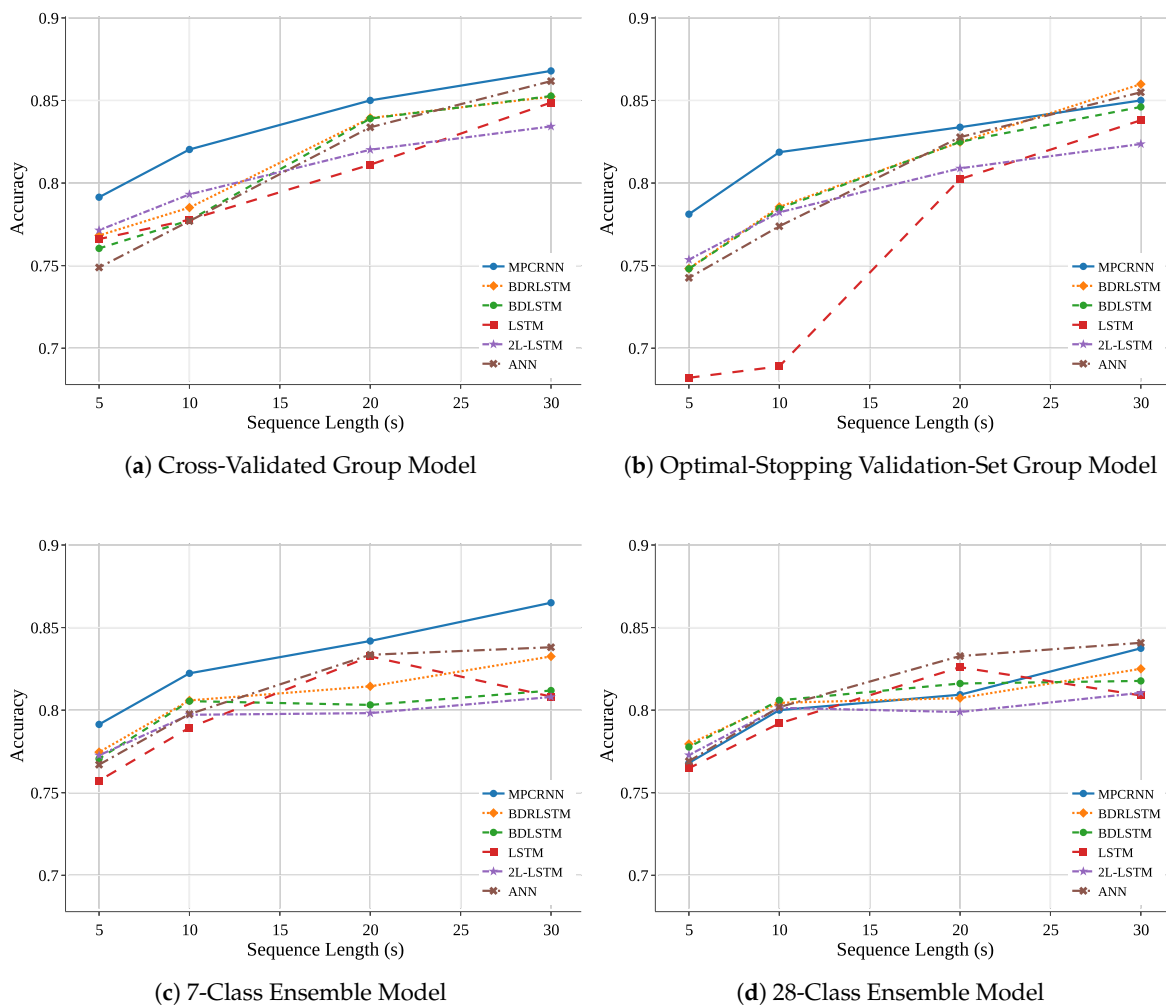 0.9
0.85
0.8
0.75
0.7
Accuracy
5
10
15
20
25
30
Sequence Length (s)
MPCRNN
BDRLSTM
BDLSTM
LSTM
2L-LSTM
ANN
(a) Cross-Validated Group Model
0.9
0.85
0.8
0.75
0.7
Accuracy
5
10
15
20
25
30
Sequence Length (s)
MPCRNN
BDRLSTM
BDLSTM
LSTM
2L-LSTM
ANN
(b) Optimal-Stopping Validation-Set Group Model
0.9
0.85
0.8
0.75
0.7
Accuracy
5
10
15
20
25
30
Sequence Length (s)
MPCRNN
BDRLSTM
BDLSTM
LSTM
2L-LSTM
ANN
(c) 7-Class Ensemble Model
0.9
0.85
0.8
0.75
0.7
Accuracy
5
10
15
20
25
30
Sequence Length (s)
MPCRNN
BDRLSTM
BDLSTM
LSTM
2L-LSTM
ANN
(d) 28-Class Ensemble Model